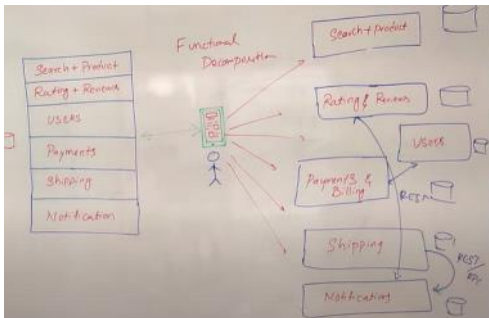 Functional
Decomposition
Search + Product
Rating + Reviews
Users
Payments
Shipping
Notification
Search + Product
Rating & Reviews
Users
Payments &
Billing
REST
Shipping
REST/
Notification